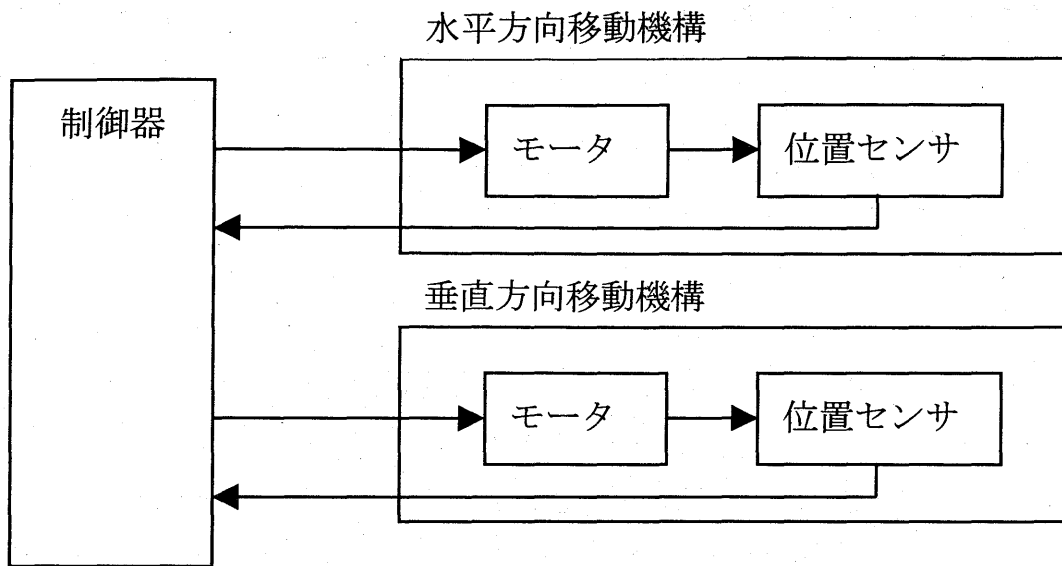 水平方向移動機構
制御器
モータ
位置センサ
垂直方向移動機構
モータ
位置センサ